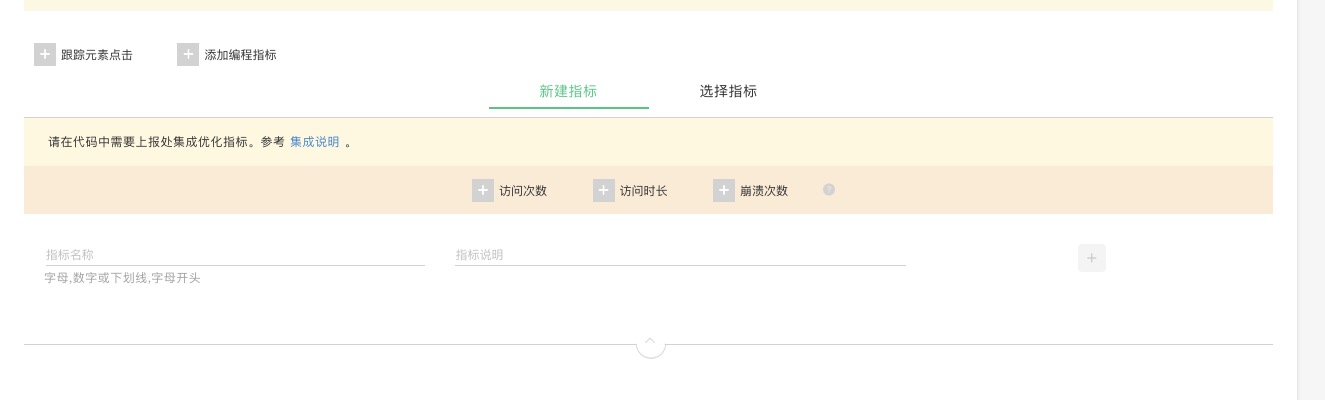 跟踪元素点击 添加编程指标
新建指标 选择指标
请在代码中需要上报处集成优化指标。参考 集成说明 。
访问次数 访问时长 崩溃次数 ?
指标名称 指标说明
字母,数字或下划线,字母开头